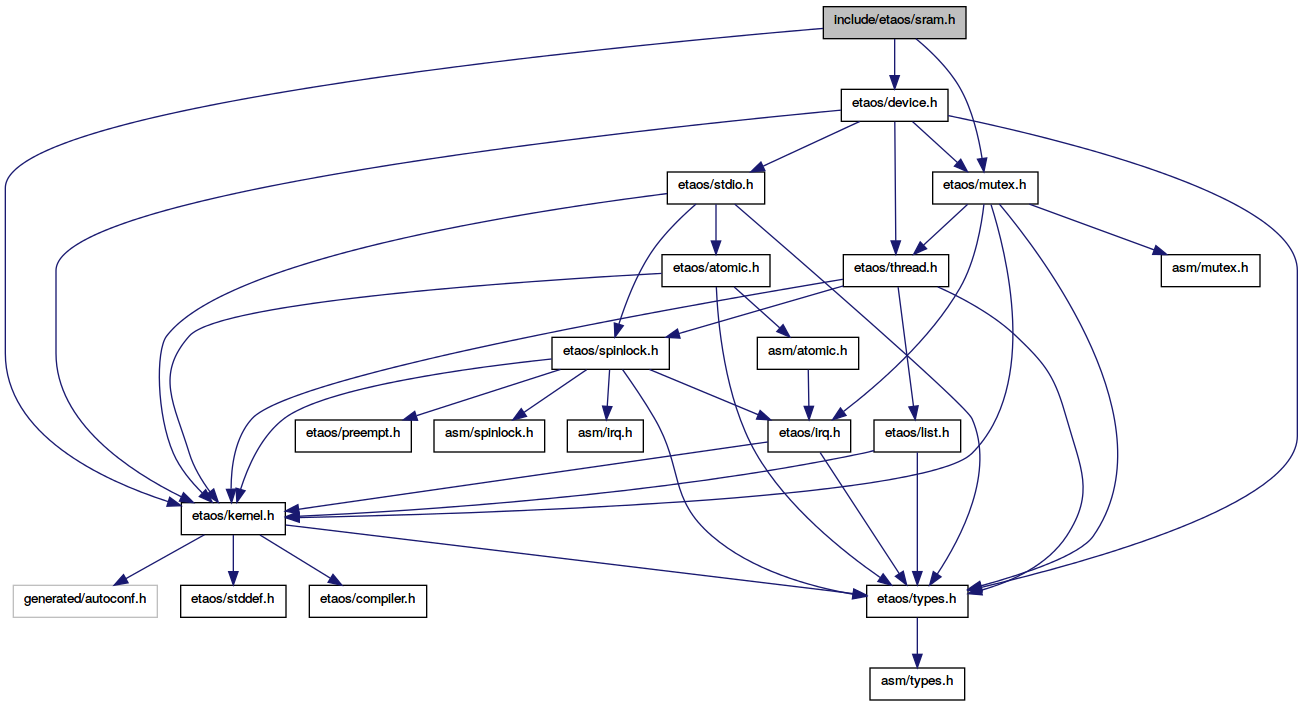 include/etaos/sram.h
etaos/device.h
etaos/stdio.h
etaos/mutex.h
etaos/atomic.h
etaos/thread.h
asm/mutex.h
etaos/spinlock.h
asm/atomic.h
etaos/preempt.h
asm/spinlock.h
asm/irq.h
etaos/irq.h
etaos/list.h
etaos/kernel.h
generated/autoconf.h
etaos/stddef.h
etaos/compiler.h
etaos/types.h
asm/types.h